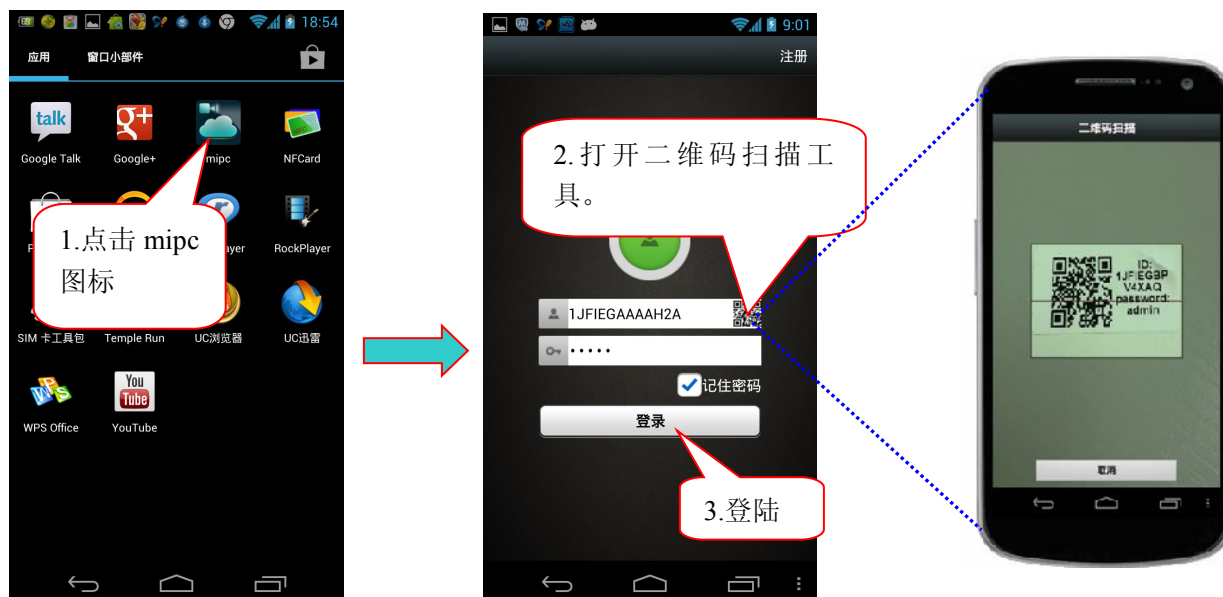 18:54
应用 窗口小部件
talk
g+
Google Talk Google+ mipc NFCard
NFC
1.点击 mipc
图标
P
ayer RockPlayer
SIM 卡工具包 Temple Run UC浏览器 UC迅雷
WPS
You
Tube
WPS Office YouTube
9:01
注册
2.打开二维码扫描工
具。
1JFIEGAAAAH2A
记住密码
登录
3.登陆
二维码扫描
ID:
1JFIEGBP
V4XAQ
password:
admin
取消